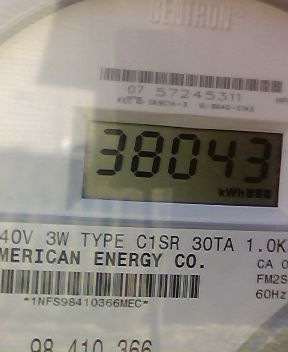 CENTRON®
07 57245311
38043
kWh
40V 3W TYPE C1SR 30TA 1.0K
MERICAN ENERGY CO.
CA 0
FM2S
60Hz
*1NFS98410366MEC*
98 410 366